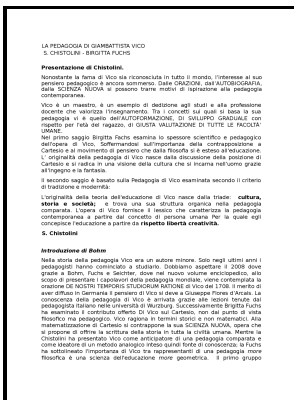 LA PEDAGOGIA DI GIAMBATTISTA VICO
S. CHISTOLINI - BIRGITTA FUCHS
Presentazione di Chistolini.
Nonostante la fama di Vico sia riconosciuta in tutto il mondo, l'interesse al suo
pensiero pedagogico è ancora sommerso. Dalle ORAZIONI, dall'AUTOBIOGRAFIA,
dalla SCIENZA NUOVA si possono trarre motivi di ispirazione alla pedagogia
contemporanea.
Vico è un maestro, è un esempio di dedizione agli studi e alla professione
docente che valorizza l'insegnamento. Tra i concetti sui quali si basa la sua
pedagogia vi è quello dell'AUTOFORMAZIONE, DI SVILUPPO GRADUALE con
rispetto per l'età del ragazzo, di GIUSTA VALUTAZIONE DI TUTTE LE FACOLTA'
UMANE.
Nel primo saggio Birgitta Fuchs esamina lo spessore scientifico e pedagogico
dell'opera di Vico. Soffermandosi sull'importanza della contrapposizione a
Cartesio e al movimento di pensiero che dalla filosofia si è esteso all'educazione.
L' originalità della pedagogia di Vico nasce dalla discussione della posizione di
Cartesio e si radica in una visione della cultura che si incarna nell'uomo grazie
all'ingegno e la fantasia.
Il secondo saggio è basato sulla Pedagogia di Vico esaminata secondo il criterio
di tradizione e modernità:
L'originalità della teoria dell'educazione di Vico nasce dalla triade: cultura,
storia e società; e trova una sua struttura organica nella pedagogia
comparata. L'opera di Vico fornisce il lessico che caratterizza la pedagogia
contemporanea a partire dal concetto di persona umana Per la quale egli
concepisce l'educazione a partire da rispetto libertà creatività.
S. Chistolini
Introduzione di Bohm
Nella storia della pedagogia Vico era un autore minore. Solo negli ultimi anni i
pedagogisti hanno cominciato a studiarlo. Dobbiamo aspettare il 2008 dove
grazie a Bohm, Fuchs e Seichter, dove nel nuovo volume enciclopedico, allo
scopo di presentare i capolavori del sapere mondiale, viene contemplata la
orazione DE NOSTRI TEMPORIS STUDIORUM RATIONE di Vico del 1708. Il merito di
aver diffuso in Germania il pensiero di Vico si deve a Giuseppe Flores d'Arcais. La
conoscenza della pedagogia di Vico è arrivata grazie alle lezioni tenute dal
pedagogista italiano nelle università di Wurzburg. Successivamente Birgitta Fuchs
ha esaminato il contributo offerto Di Vico sul Cartesio, non dal punto di vista
filosofico ma pedagogico. Vico ragiona in termini storici e non matematici. Alla
matematizzazione di Cartesio si contrappone la sua SCIENZA NUOVA, opera che
si propone di offrire la scrittura della storia in tutta la civiltà umana. Mentre la
Chistolini ha presentato Vico come anticipatore di una pedagogia comparata e
come ideatore di un metodo analogico inteso quindi fonte di conoscenza; la Fuchs
ha sottolineato l'importanza di Vico tra rappresentanti di una pedagogia more
filosofica è una scienza dell'educazione more geometrica. Il primo gruppo